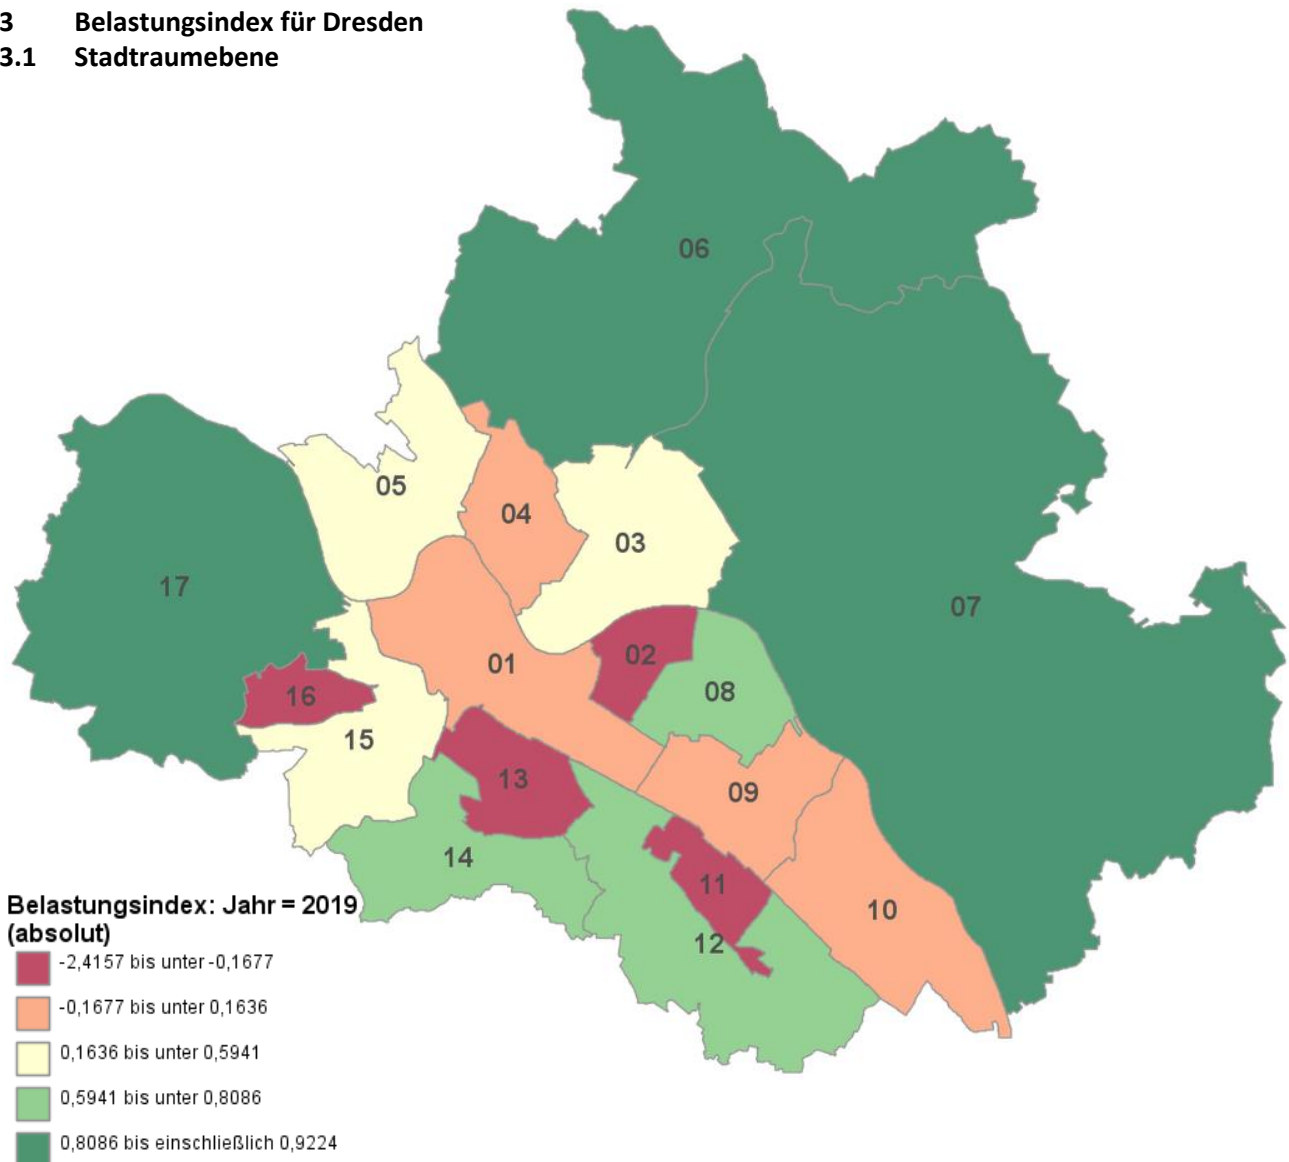 3 Belastungsindex für Dresden
3.1 Stadtraumebene
06
05
04
03
17
07
01
02
16
08
15
13
09
14
11
10
12
Belastungsindex: Jahr = 2019
(absolut)
-2,4157 bis unter -0,1677
-0,1677 bis unter 0,1636
0,1636 bis unter 0,5941
0,5941 bis unter 0,8086
0,8086 bis einschließlich 0,9224